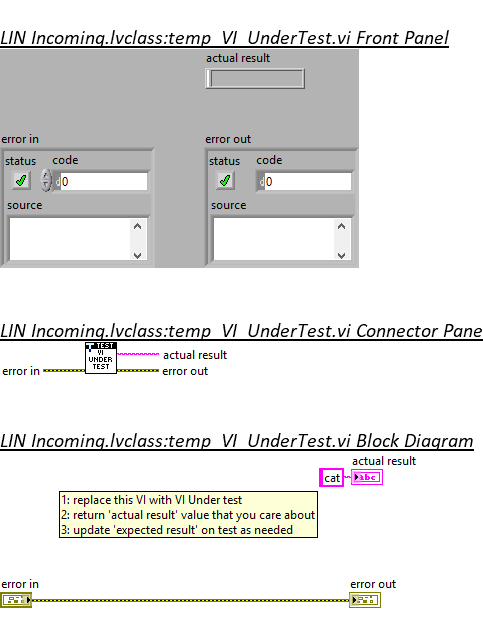 LIN Incoming.lvclass:temp_VI_UnderTest.vi Front Panel
actual result
error in
error out
status code
status code
0
0
source
source
LIN Incoming.lvclass:temp_VI_UnderTest.vi Connector Pane
TEST
VI
UNDER
TEST
actual result
error in
error out
LIN Incoming.lvclass:temp_VI_UnderTest.vi Block Diagram
actual result
cat
abc
1: replace this VI with VI Under test
2: return 'actual result' value that you care about
3: update 'expected result' on test as needed
error in
error out